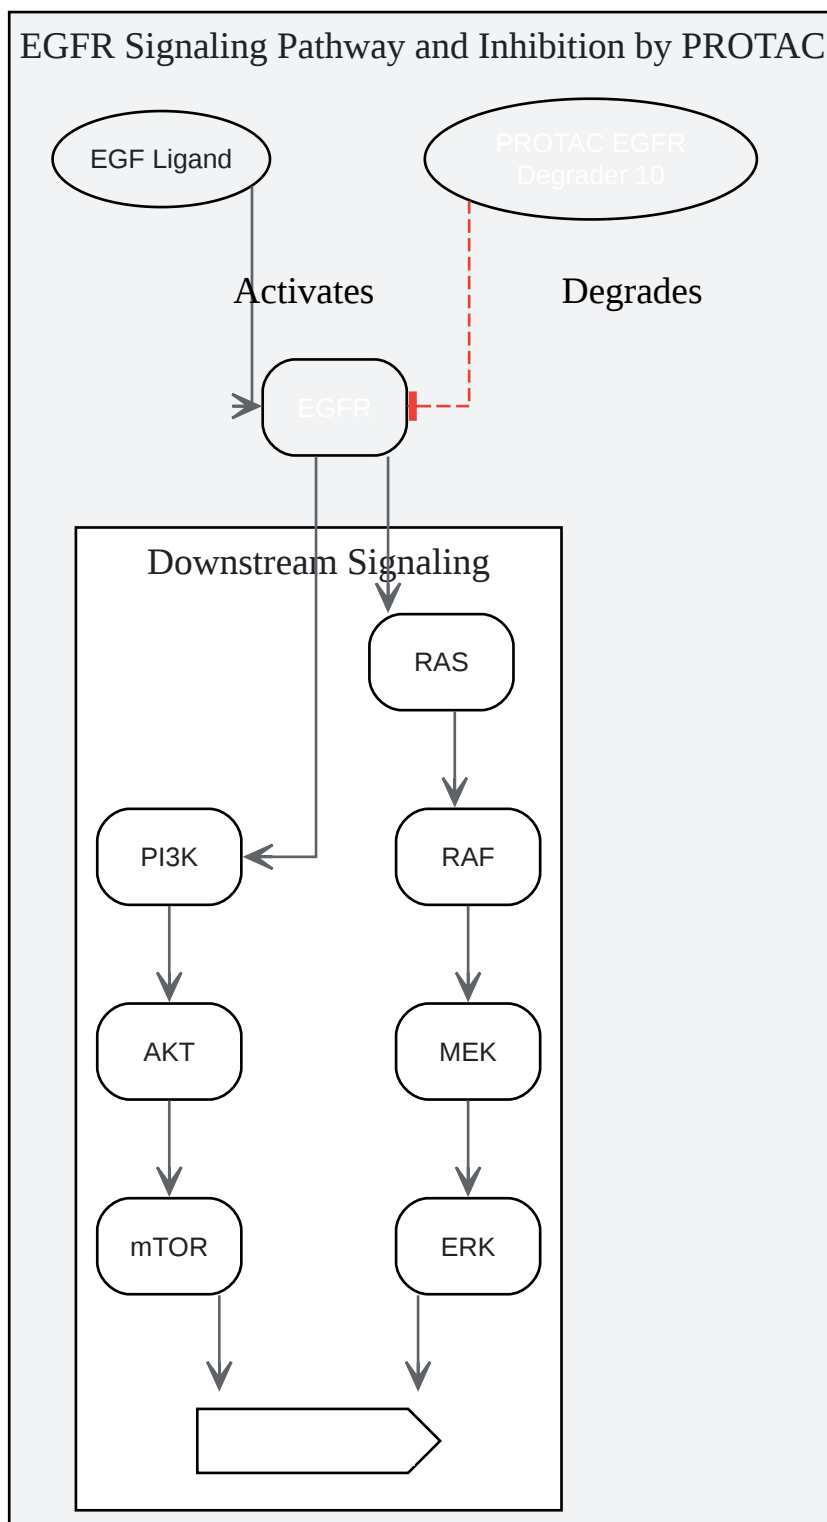 EGFR Signaling Pathway and Inhibition by PROTAC
EGF Ligand
PROTAC EGFR
Degrader 10
Activates
Degrades
EGFR
Downstream Signaling
RAS
PI3K
RAF
AKT
MEK
mTOR
ERK